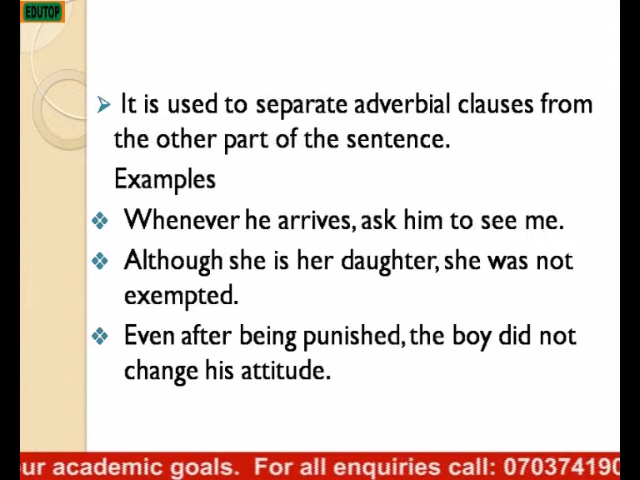 EDUTOP
It is used to separate adverbial clauses from
the other part of the sentence.
Examples
Whenever he arrives, ask him to see me.
Although she is her daughter, she was not
exempted.
Even after being punished, the boy did not
change his attitude.
ur academic goals. For all enquiries call: 070374190